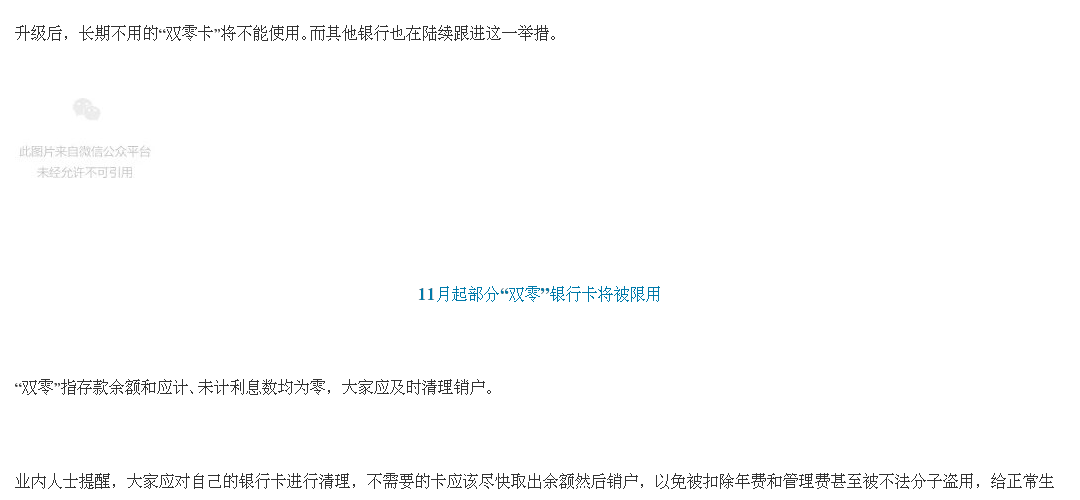 升级后，长期不用的“双零卡”将不能使用。而其他银行也在陆续跟进这一举措。
此图片来自微信公众平台
未经允许不可引用
11月起部分“双零”银行卡将被限用
“双零”指存款余额和应计、未计利息数均为零，大家应及时清理销户。
业内人士提醒，大家应对自己的银行卡进行清理，不需要的卡应该尽快取出余额然后销户，以免被扣除年费和管理费甚至被不法分子盗用，给正常生